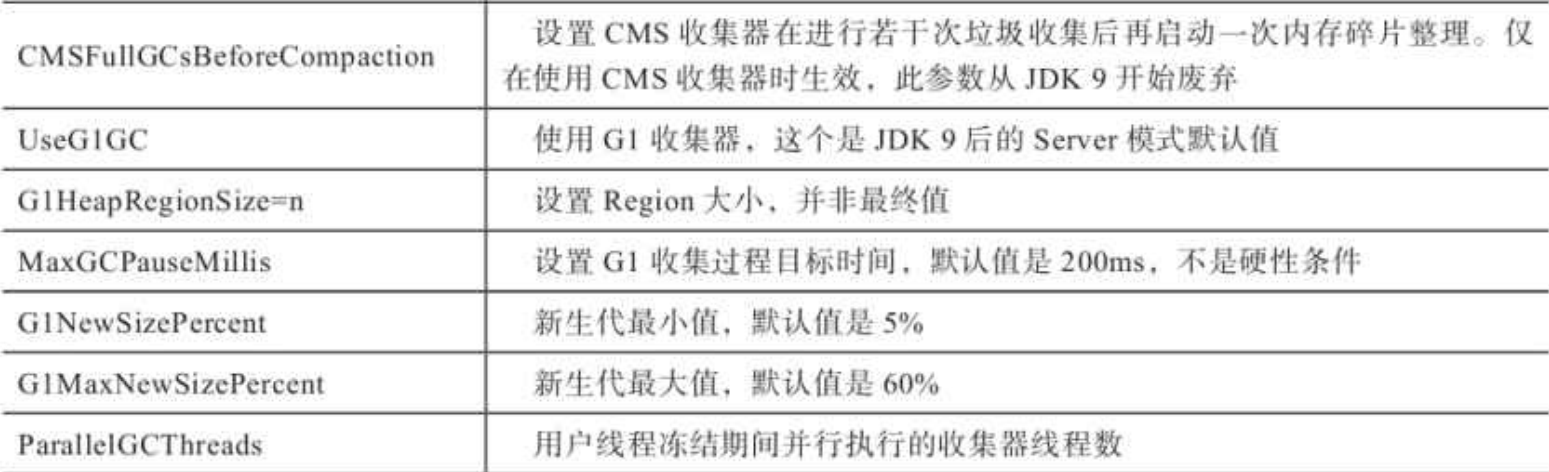 CMSFullGCsBeforeCompaction
设置 CMS 收集器在进行若干次垃圾收集后再启动一次内存碎片整理。仅
在使用 CMS 收集器时生效，此参数从 JDK 9 开始废弃
UseG1GC
使用 G1 收集器，这个是 JDK 9 后的 Server 模式默认值
G1HeapRegionSize=n
设置 Region 大小，并非最终值
MaxGCPauseMillis
设置 G1 收集过程目标时间，默认值是 200ms，不是硬性条件
G1NewSizePercent
新生代最小值，默认值是 5%
G1MaxNewSizePercent
新生代最大值，默认值是 60%
ParallelGCThreads
用户线程冻结期间并行执行的收集器线程数